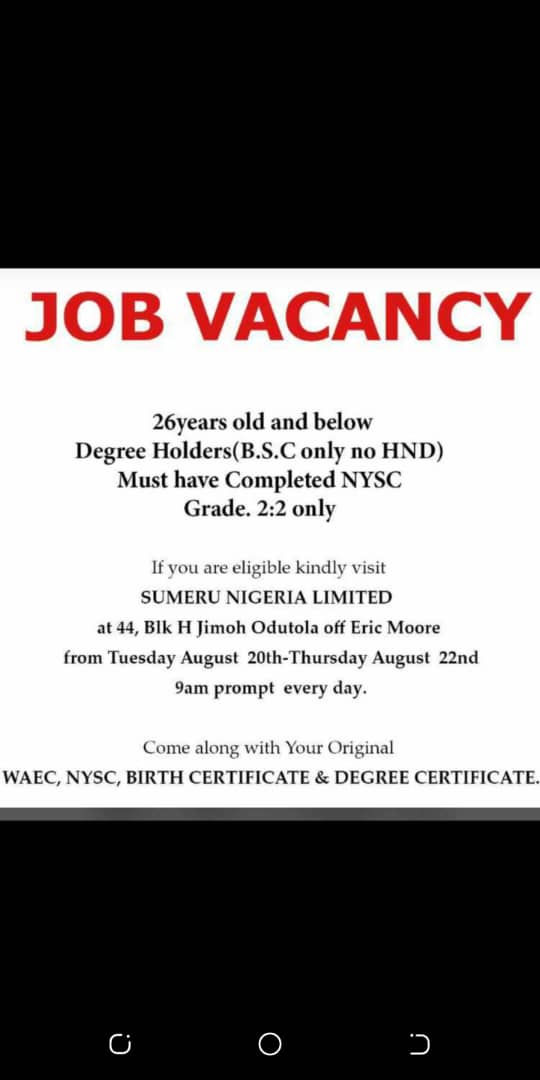 JOB VACANCY
26years old and below
Degree Holders(B.S.C only no HND)
Must have Completed NYSC
Grade. 2:2 only
If you are eligible kindly visit
SUMERU NIGERIA LIMITED
at 44, Blk H Jimoh Odutola off Eric Moore
from Tuesday August 20th-Thursday August 22nd
9am prompt every day.
Come along with Your Original
WAEC, NYSC, BIRTH CERTIFICATE & DEGREE CERTIFICATE.